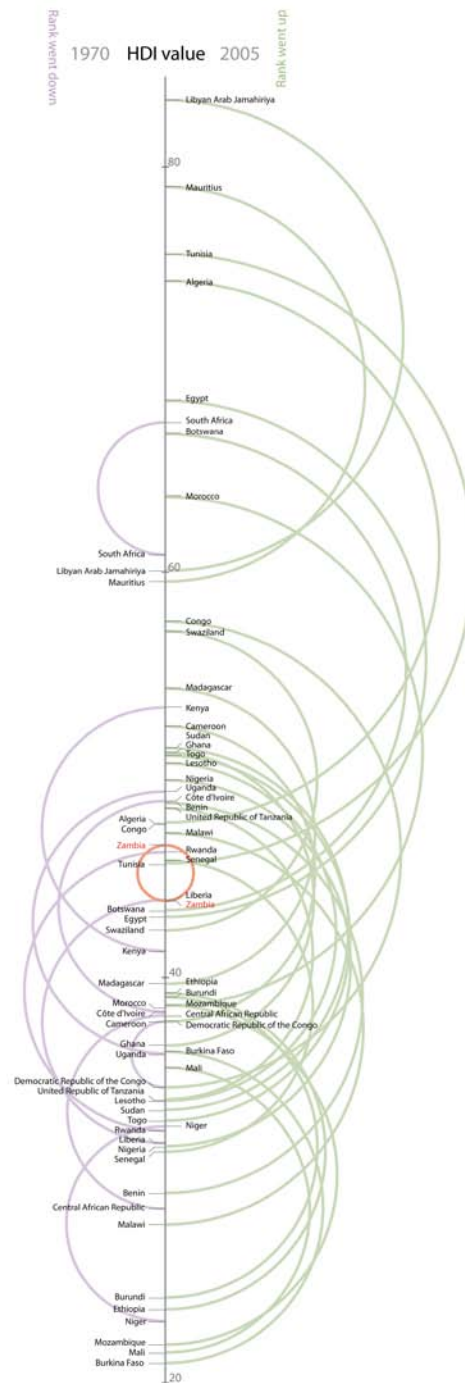 Rank went down
1970 HDI value 2005
Rank went up
Libyan Arab Jamahiriya
80
Mauritius
Tunisia
Algeria
Egypt
South Africa
Botswana
Morocco
South Africa
Libyan Arab Jamahiriya
60
Mauritius
Congo
Swaziland
Madagascar
Kenya
Cameroon
Sudan
Ghana
Togo
Lesotho
Nigeria
Uganda
Côte d'Ivoire
Benin
United Republic of Tanzania
Algeria
Congo
Malawi
Zambia
Rwanda
Senegal
Tunisia
Liberia
Zambia
Botswana
Egypt
Swaziland
Kenya
40
Madagascar
Ethiopia
Burundi
Morocco
Mozambique
Côte d'Ivoire
Central African Republic
Cameroon
Democratic Republic of the Congo
Ghana
Uganda
Burkina Faso
Mali
Democratic Republic of the Congo
United Republic of Tanzania
Lesotho
Sudan
Togo
Niger
Rwanda
Liberia
Nigeria
Senegal
Benin
Central African Republic
Malawi
Burundi
Ethiopia
Niger
Mozambique
Mali
Burkina Faso
20